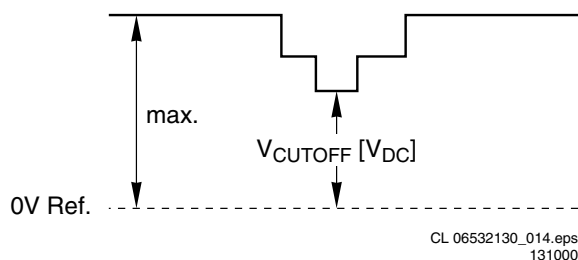 max.
VCUTOFF [VDC]
0V Ref.
CL 06532130_014.eps
131000